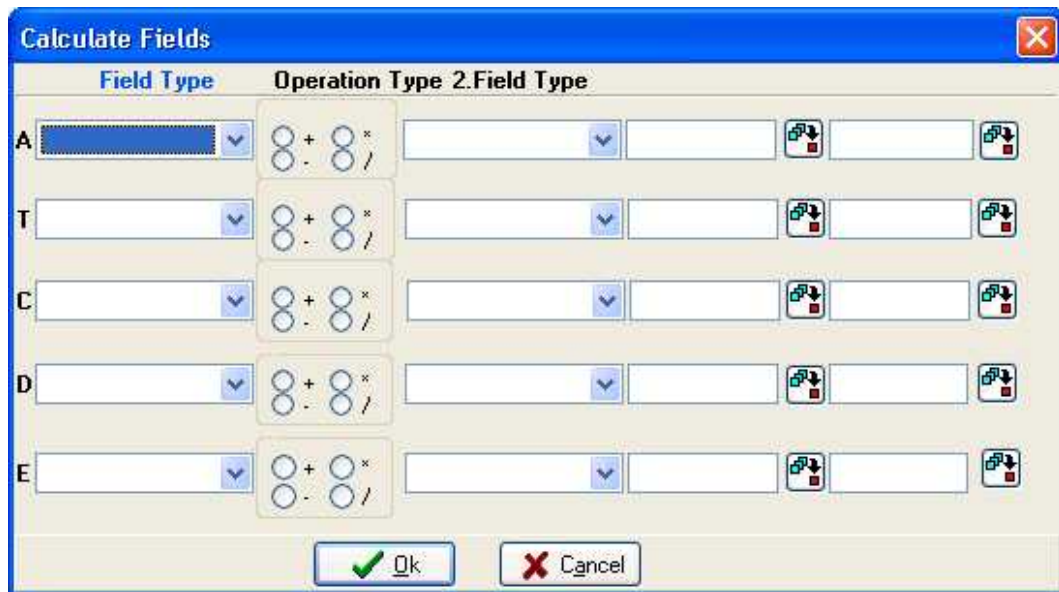 Calculate Fields
Field Type Operation Type 2.Field Type
A + *
- /
T + *
- /
C + *
- /
D + *
- /
E + *
- /
Ok Cancel